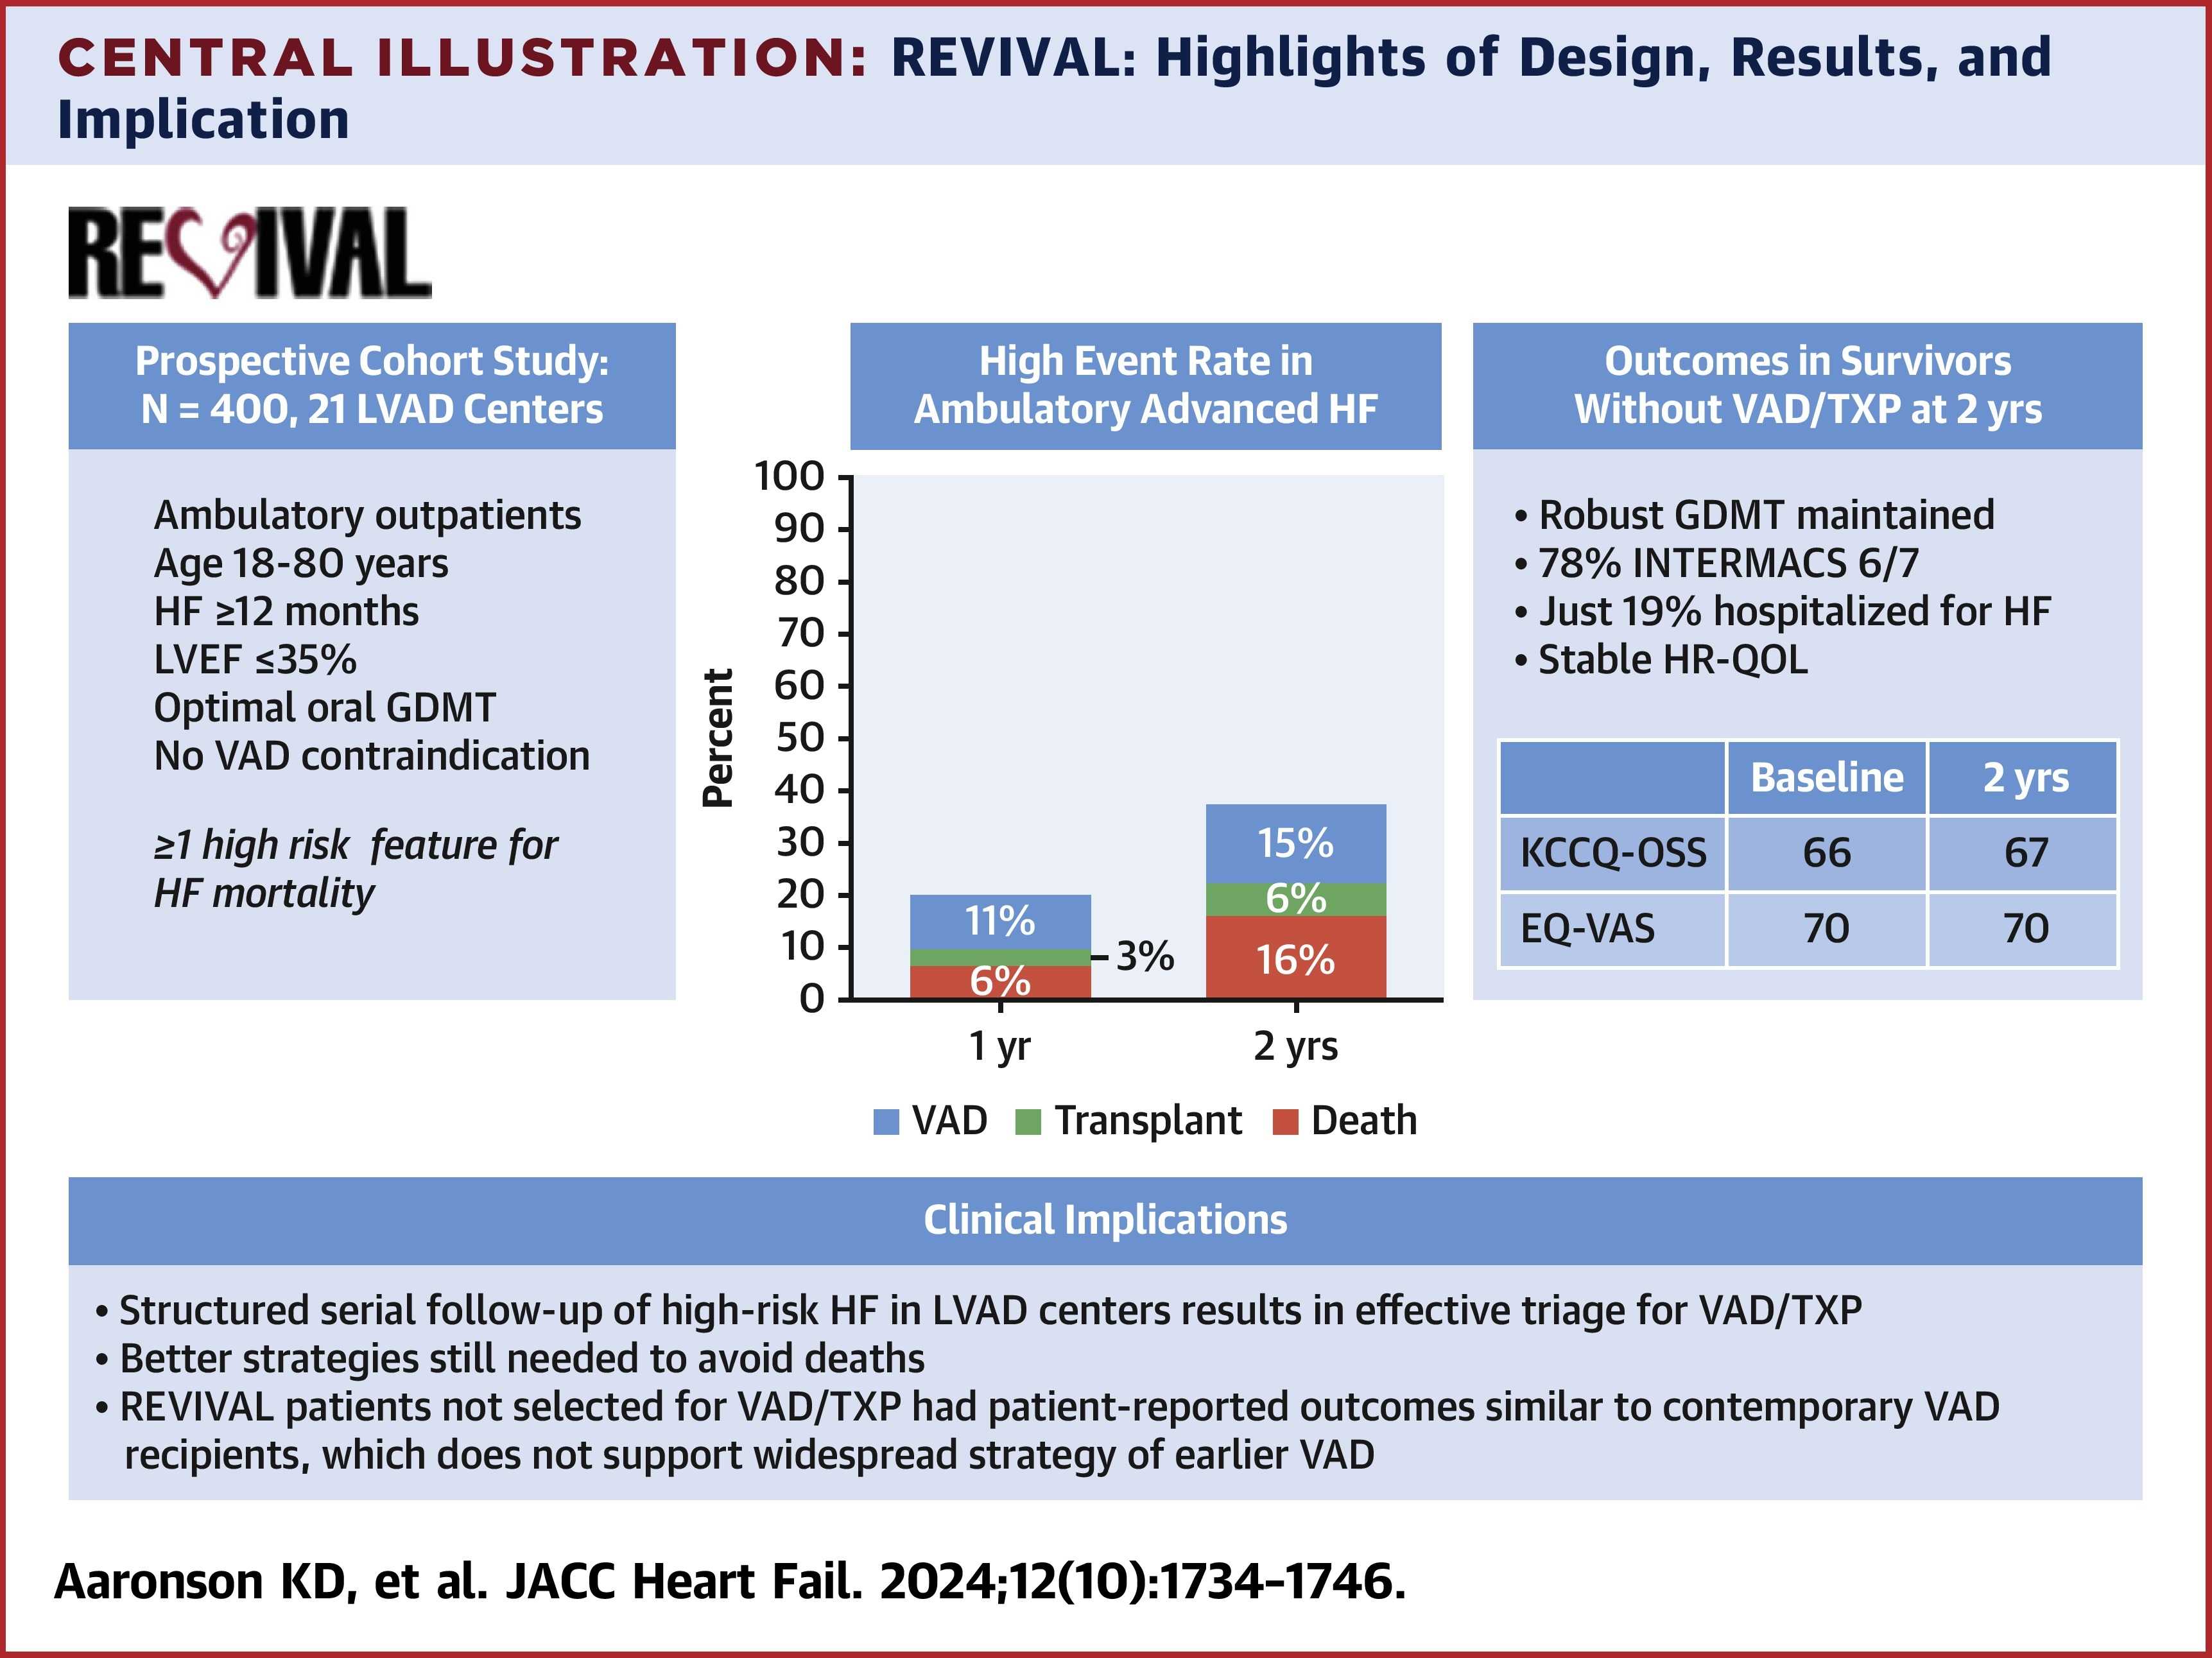 CENTRAL ILLUSTRATION: REVIVAL: Highlights of Design, Results, and
Implication
REVIVAL
Prospective Cohort Study:
N = 400, 21 LVAD Centers
Ambulatory outpatients
Age 18-80 years
HF ≥12 months
LVEF ≤35%
Optimal oral GDMT
No VAD contraindication
≥1 high risk feature for
HF mortality
High Event Rate in
Ambulatory Advanced HF
Percent
100
90
80
70
60
50
40
30
20
10
0
11%
3%
6%
15%
6%
16%
1 yr
2 yrs
VAD
Transplant
Death
Outcomes in Survivors
Without VAD/TXP at 2 yrs
• Robust GDMT maintained
• 78% INTERMACS 6/7
• Just 19% hospitalized for HF
• Stable HR-QOL
Baseline 2 yrs
KCCQ-OSS 66 67
EQ-VAS 70 70
Clinical Implications
• Structured serial follow-up of high-risk HF in LVAD centers results in effective triage for VAD/TXP
• Better strategies still needed to avoid deaths
• REVIVAL patients not selected for VAD/TXP had patient-reported outcomes similar to contemporary VAD
recipients, which does not support widespread strategy of earlier VAD
Aaronson KD, et al. JACC Heart Fail. 2024;12(10):1734–1746.